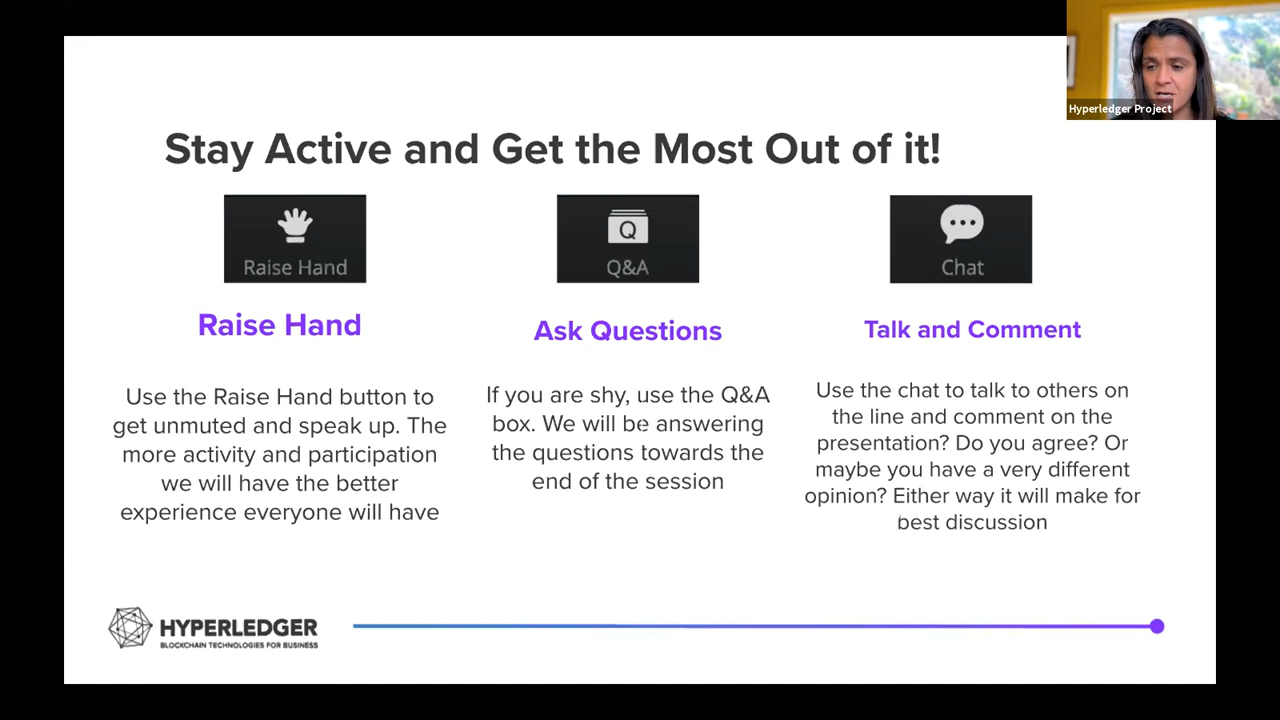 Hyperledger Project
Stay Active and Get the Most Out of it!
Raise Hand
Q
Q&A
Chat
Raise Hand
Use the Raise Hand button to
get unmuted and speak up. The
more activity and participation
we will have the better
experience everyone will have
Ask Questions
If you are shy, use the Q&A
box. We will be answering
the questions towards the
end of the session
Talk and Comment
Use the chat to talk to others on
the line and comment on the
presentation? Do you agree? Or
maybe you have a very different
opinion? Either way it will make for
best discussion
HYPERLEDGER
BLOCKCHAIN TECHNOLOGIES FOR BUSINESS